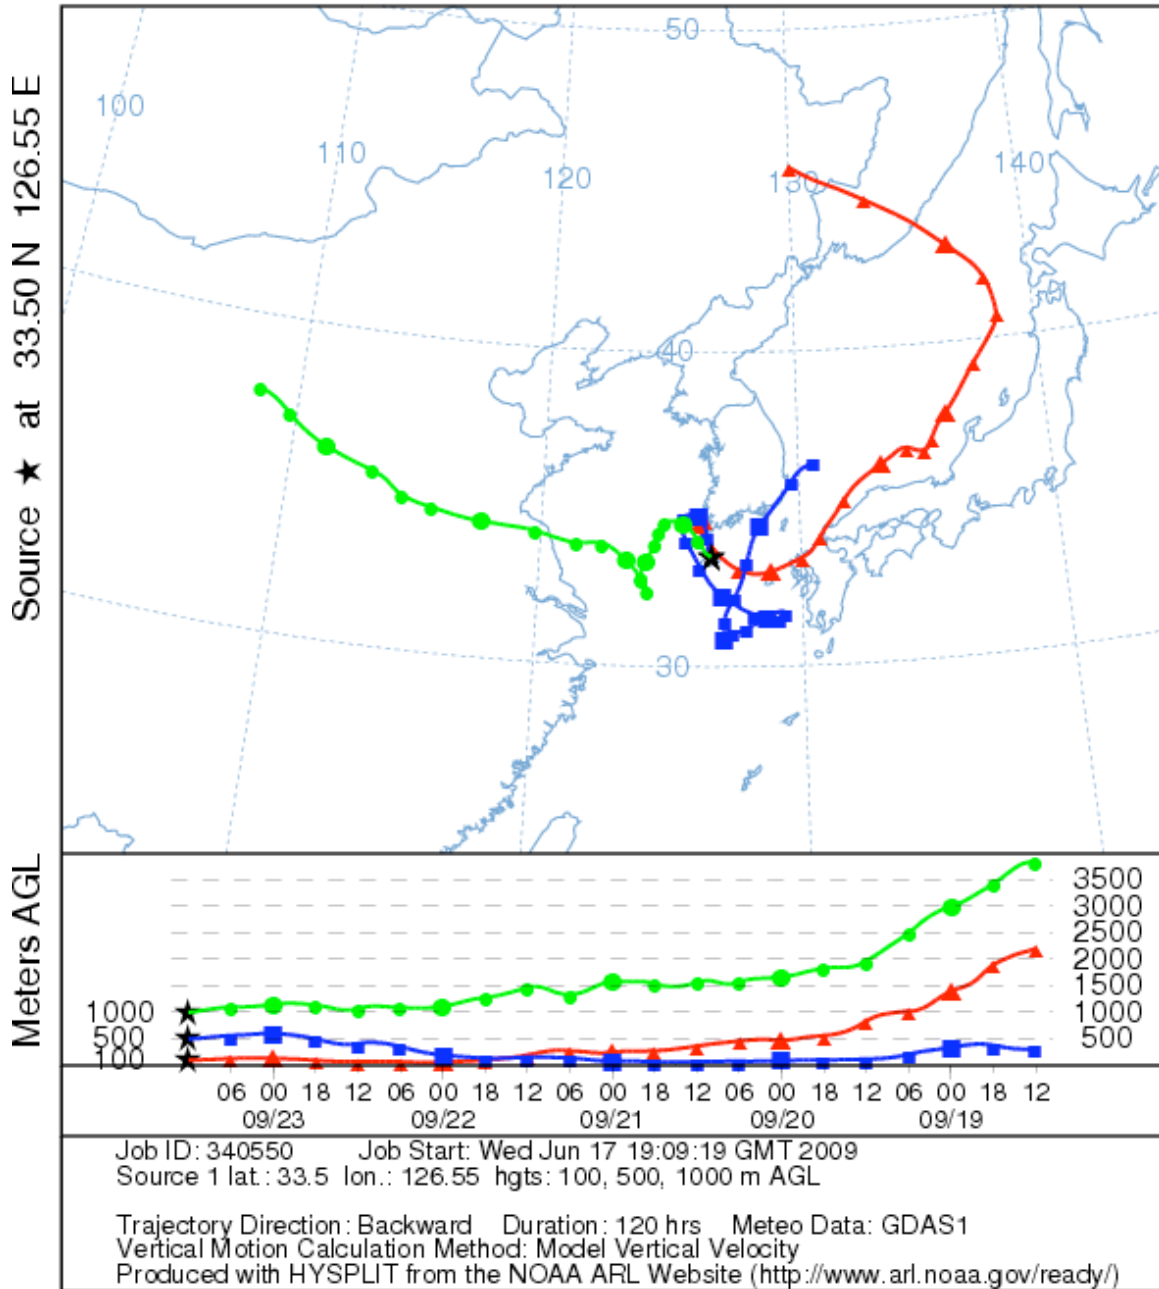 Source ★ at 33.50 N 126.55 E
50
100
110
120
130
140
40
30
Meters AGL
3500
3000
2500
2000
1500
1000 1000
500 500
100
06 00 18 12 06 00 18 12 06 00 18 12 06 00 18 12 06 00 18 12
09/23 09/22 09/21 09/20 09/19
Job ID: 340550 Job Start: Wed Jun 17 19:09:19 GMT 2009
Source 1 lat.: 33.5 lon.: 126.55 hgts: 100, 500, 1000 m AGL
Trajectory Direction: Backward Duration: 120 hrs Meteo Data: GDAS1
Vertical Motion Calculation Method: Model Vertical Velocity
Produced with HYSPLIT from the NOAA ARL Website (http://www.arl.noaa.gov/ready/)